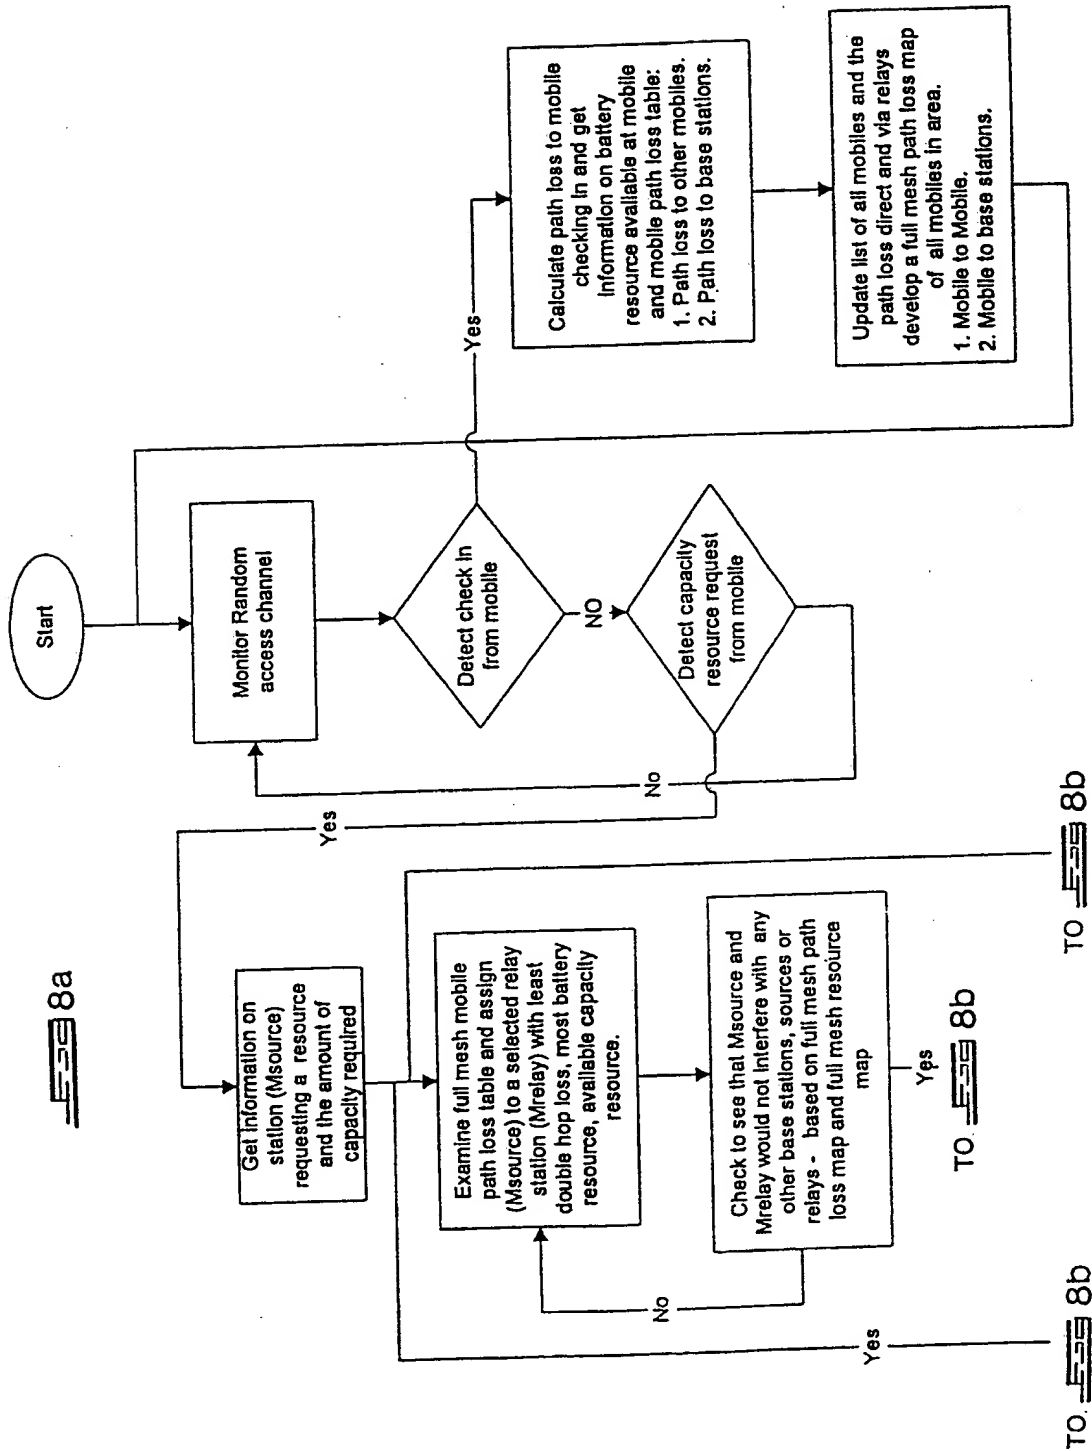 Start
Monitor Random
access channel
Detect check in
from mobile
Yes
NO
Calculate path loss to mobile
checking in and get
Information on battery
resource available at mobile
and mobile path loss table:
1. Path loss to other mobiles.
2. Path loss to base stations.
Update list of all mobiles and the
path loss direct and via relays
develop a full mesh path loss map
of all mobiles in area.
1. Mobile to Mobile.
2. Mobile to base stations.
Detect capacity
resource request
from mobile
No
Yes
Fig 8a
Get Information on
station (Msource)
requesting a resource
and the amount of
capacity required
Examine full mesh mobile
path loss table and assign
(Msource) to a selected relay
station (Mrelay) with least
double hop loss, most battery
resource, available capacity
resource.
Check to see that Msource and
Mrelay would not Interfere with any
other base stations, sources or
relays - based on full mesh path
loss map and full mesh resource
map
No
Yes
Yes
TO Fig 8b
TO. Fig 8b
TO. Fig 8b